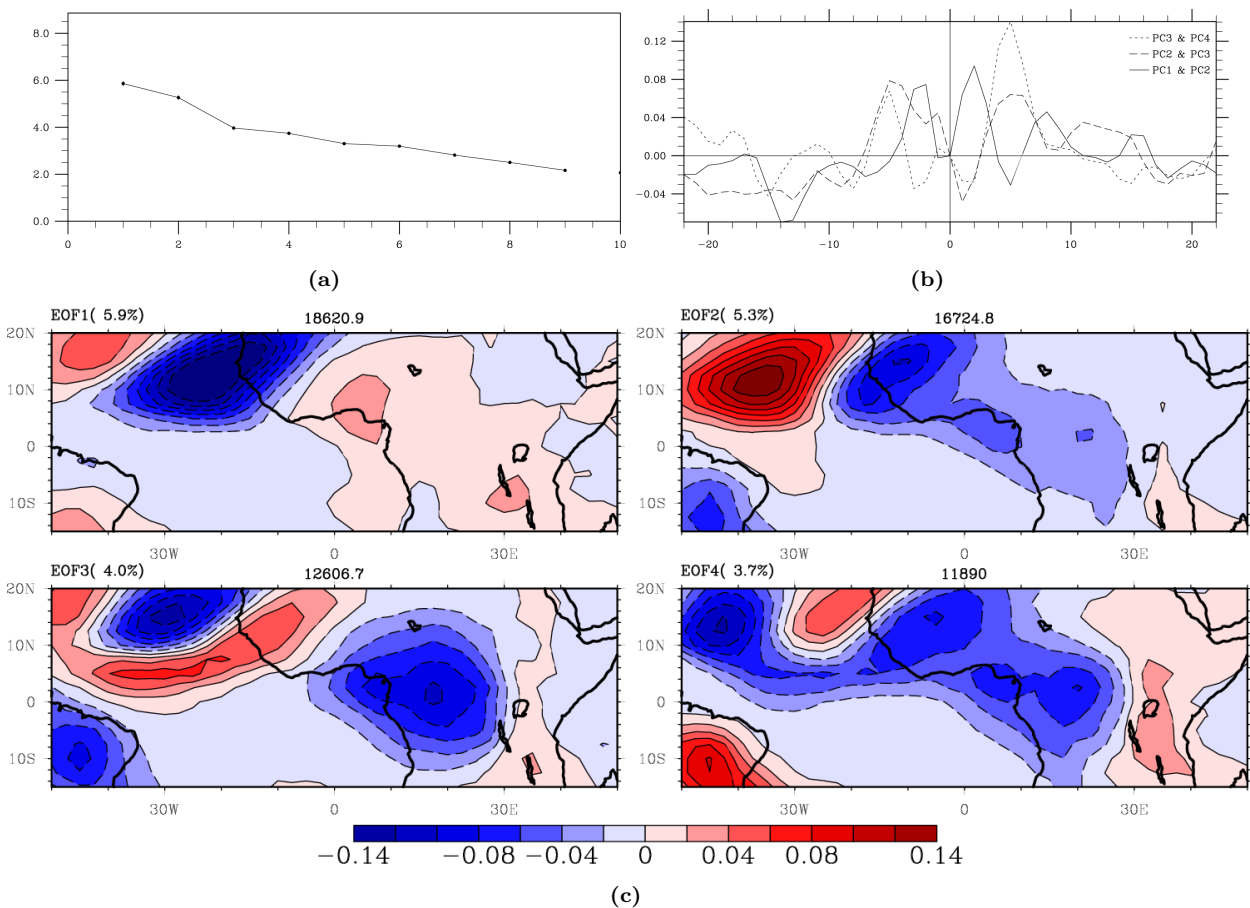 8.0
6.0
4.0
2.0
0.0
0 2 4 6 8 10
(a)
0.12
0.08
0.04
0.00
−0.04
PC3 & PC4
PC2 & PC3
PC1 & PC2
−20 −10 0 10 20
(b)
EOF1( 5.9%) 18620.9
20N
10N
0
10S
30W 0 30E
EOF2( 5.3%) 16724.8
20N
10N
0
10S
30W 0 30E
EOF3( 4.0%) 12606.7
20N
10N
0
10S
30W 0 30E
EOF4( 3.7%) 11890
20N
10N
0
10S
30W 0 30E
−0.14 −0.08 −0.04 0 0.04 0.08 0.14
(c)